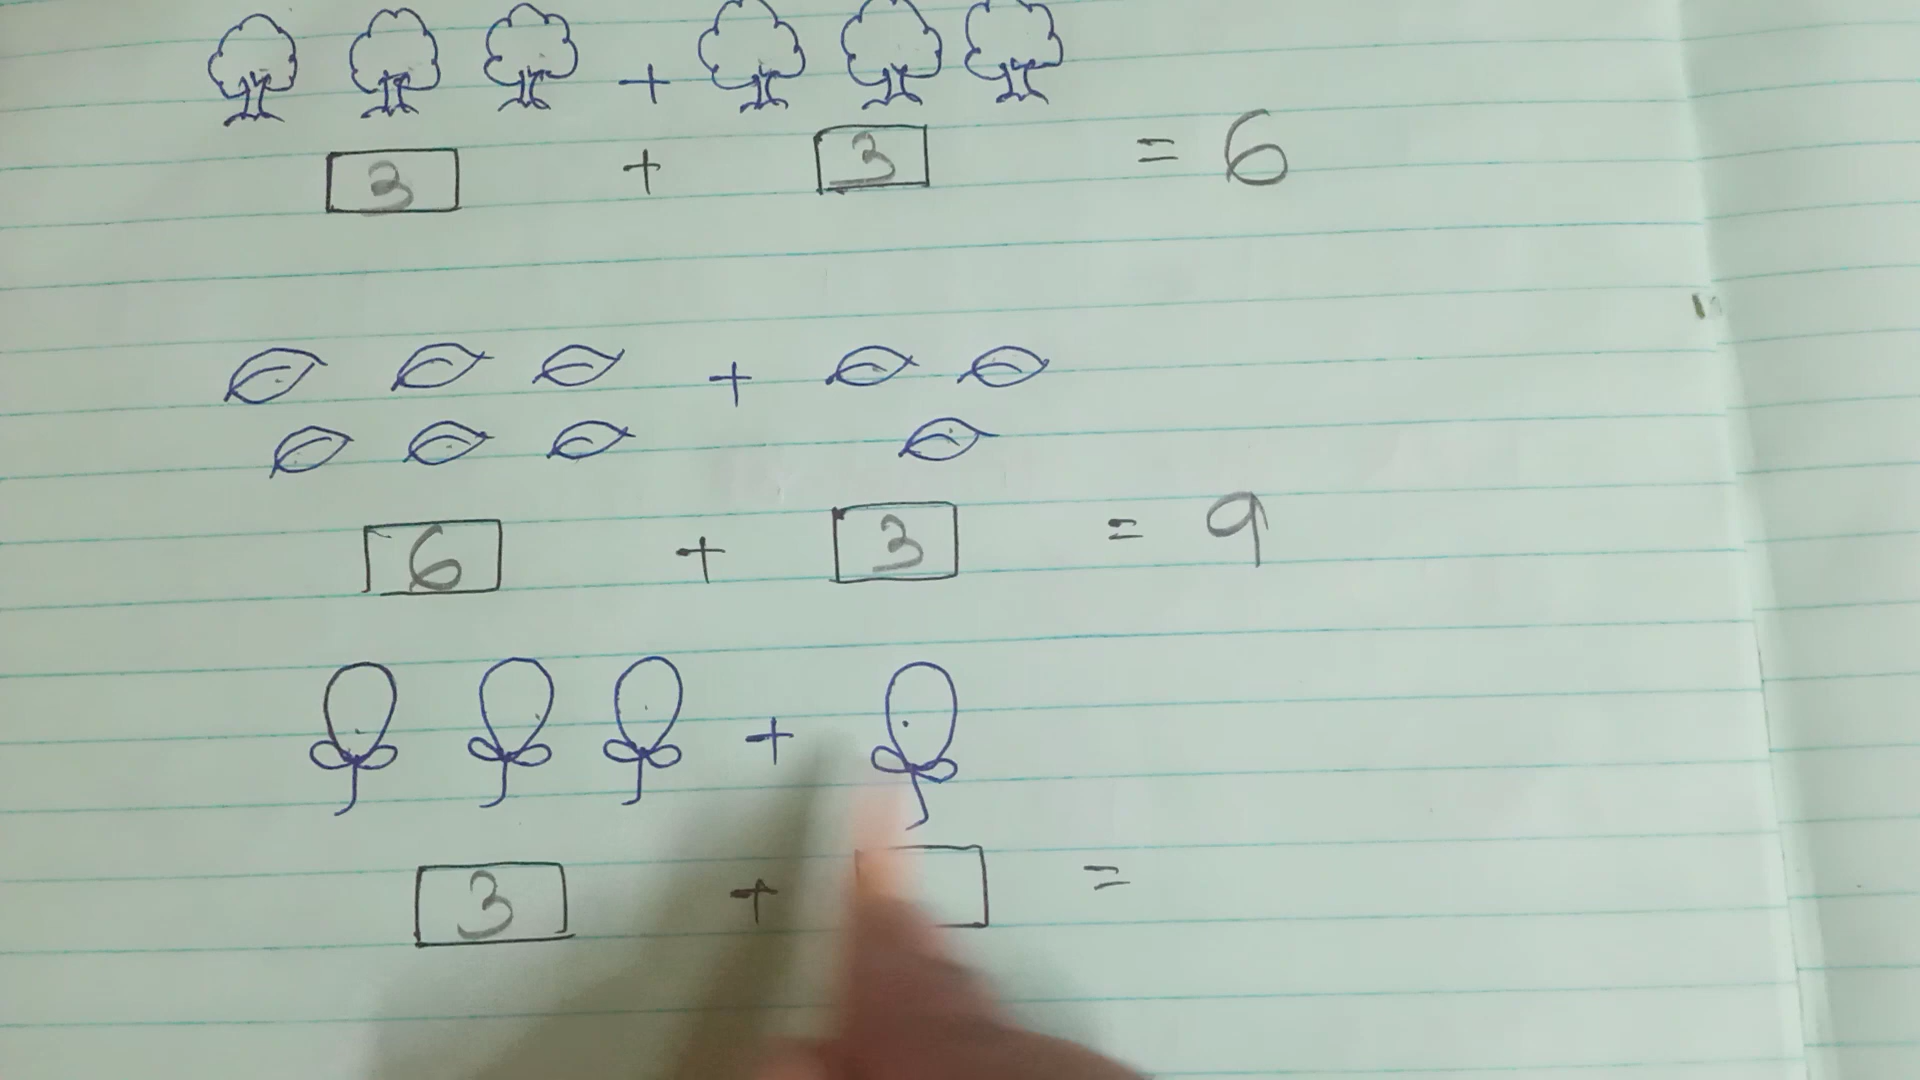 +
3 + 3 = 6
+
6 + 3 = 9
+
3 + =